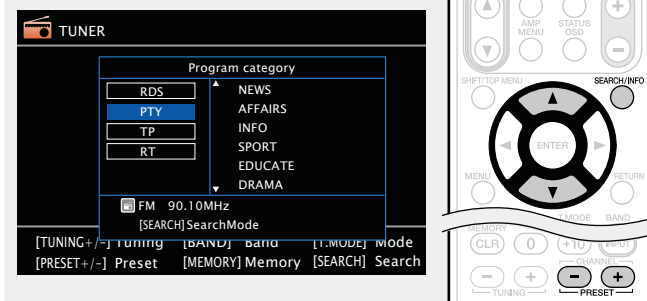 TUNER
Program category
RDS
PTY
TP
RT
NEWS
AFFAIRS
INFO
SPORT
EDUCATE
DRAMA
FM 90.10MHz
[SEARCH] SearchMode
[TUNING+/-] Tuning [BAND] Band [T.MODE] Mode
[PRESET+/-] Preset [MEMORY] Memory [SEARCH] Search
AMP MENU
STATUS OSD
SHIFT/TOP MENU
SEARCH/INFO
ENTER
MENU
RETURN
MEMORY
T.MODE
BAND
CLR
0
+10
INPUT
CHANNEL
TUNING
PRESET